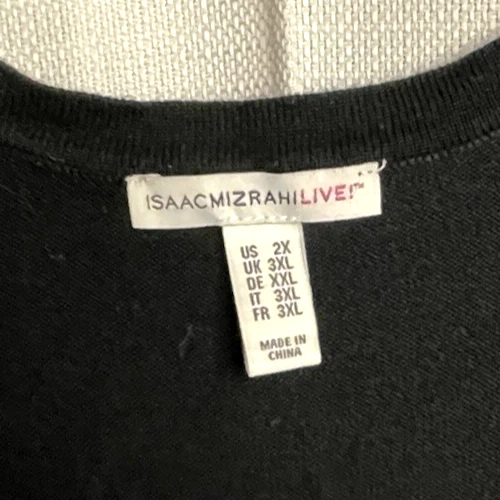 ISAACMIZRAHILIVE!™
US 2X
UK 3XL
DE XXL
IT 3XL
FR 3XL
MADE IN
CHINA